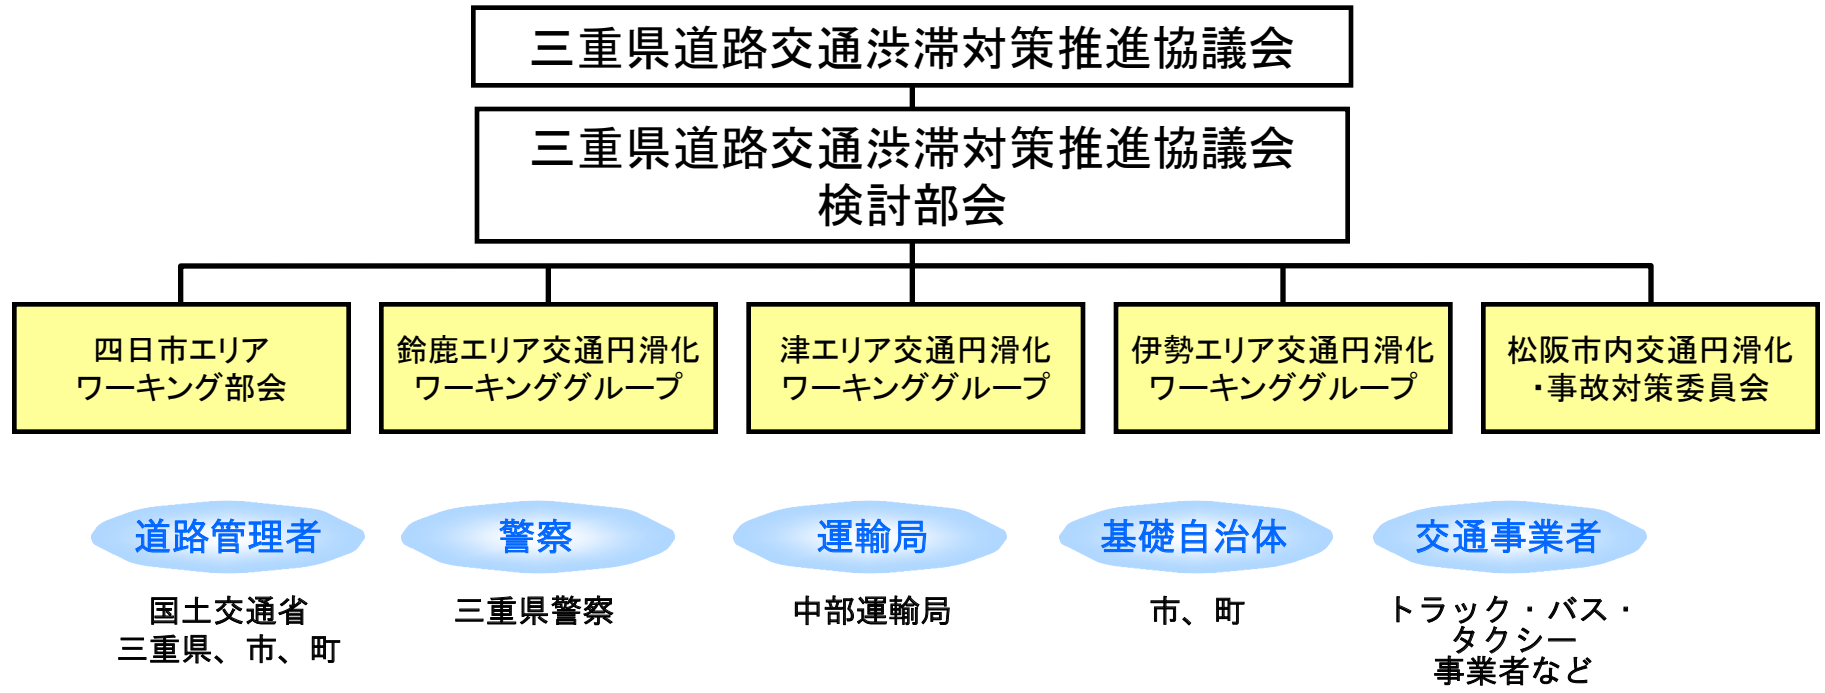 三重県道路交通渋滞対策推進協議会
三重県道路交通渋滞対策推進協議会
検討部会
四日市エリア
ワーキング部会
鈴鹿エリア交通円滑化
ワーキンググループ
津エリア交通円滑化
ワーキンググループ
伊勢エリア交通円滑化
ワーキンググループ
松阪市内交通円滑化
・事故対策委員会
道路管理者
国土交通省
三重県、市、町
警察
三重県警察
運輸局
中部運輸局
基礎自治体
市、町
交通事業者
トラック・バス・
タクシー
事業者など